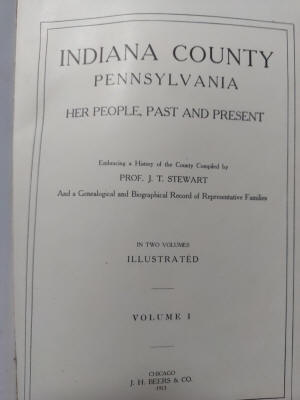 INDIANA COUNTY
PENNSYLVANIA
HER PEOPLE, PAST AND PRESENT
Embracing a History of the County Compiled by
PROF. J. T. STEWART
And a Genealogical and Biographical Record of Representative Families
IN TWO VOLUMES
ILLUSTRATED
VOLUME I
CHICAGO
J. H. BEERS & CO.
1913